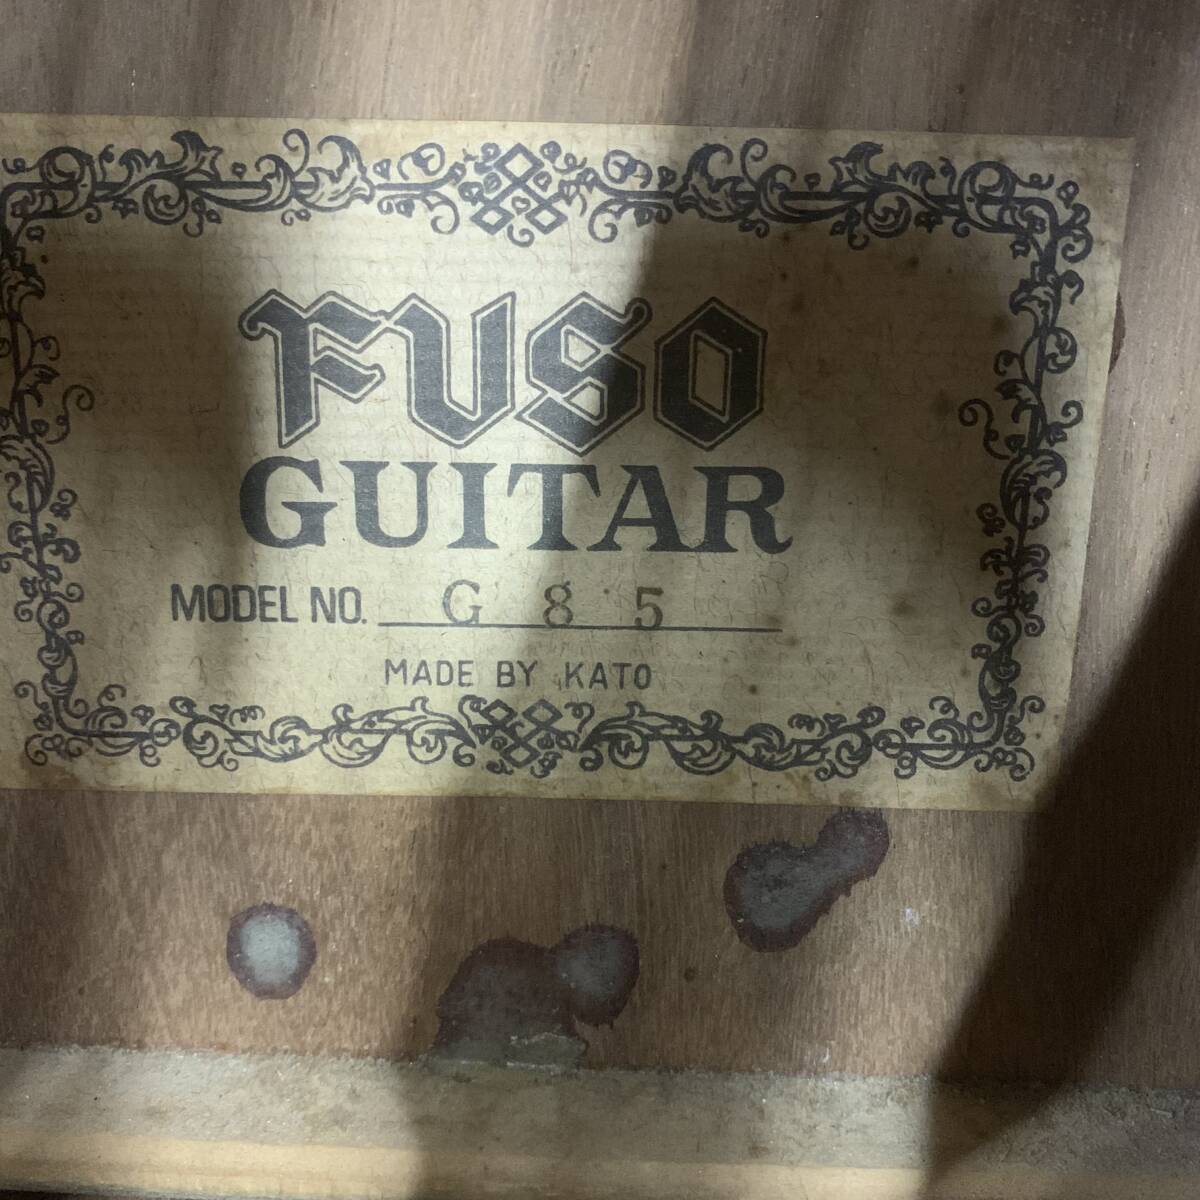 FUSO
GUITAR
MODEL NO. G 8 5
MADE BY KATO